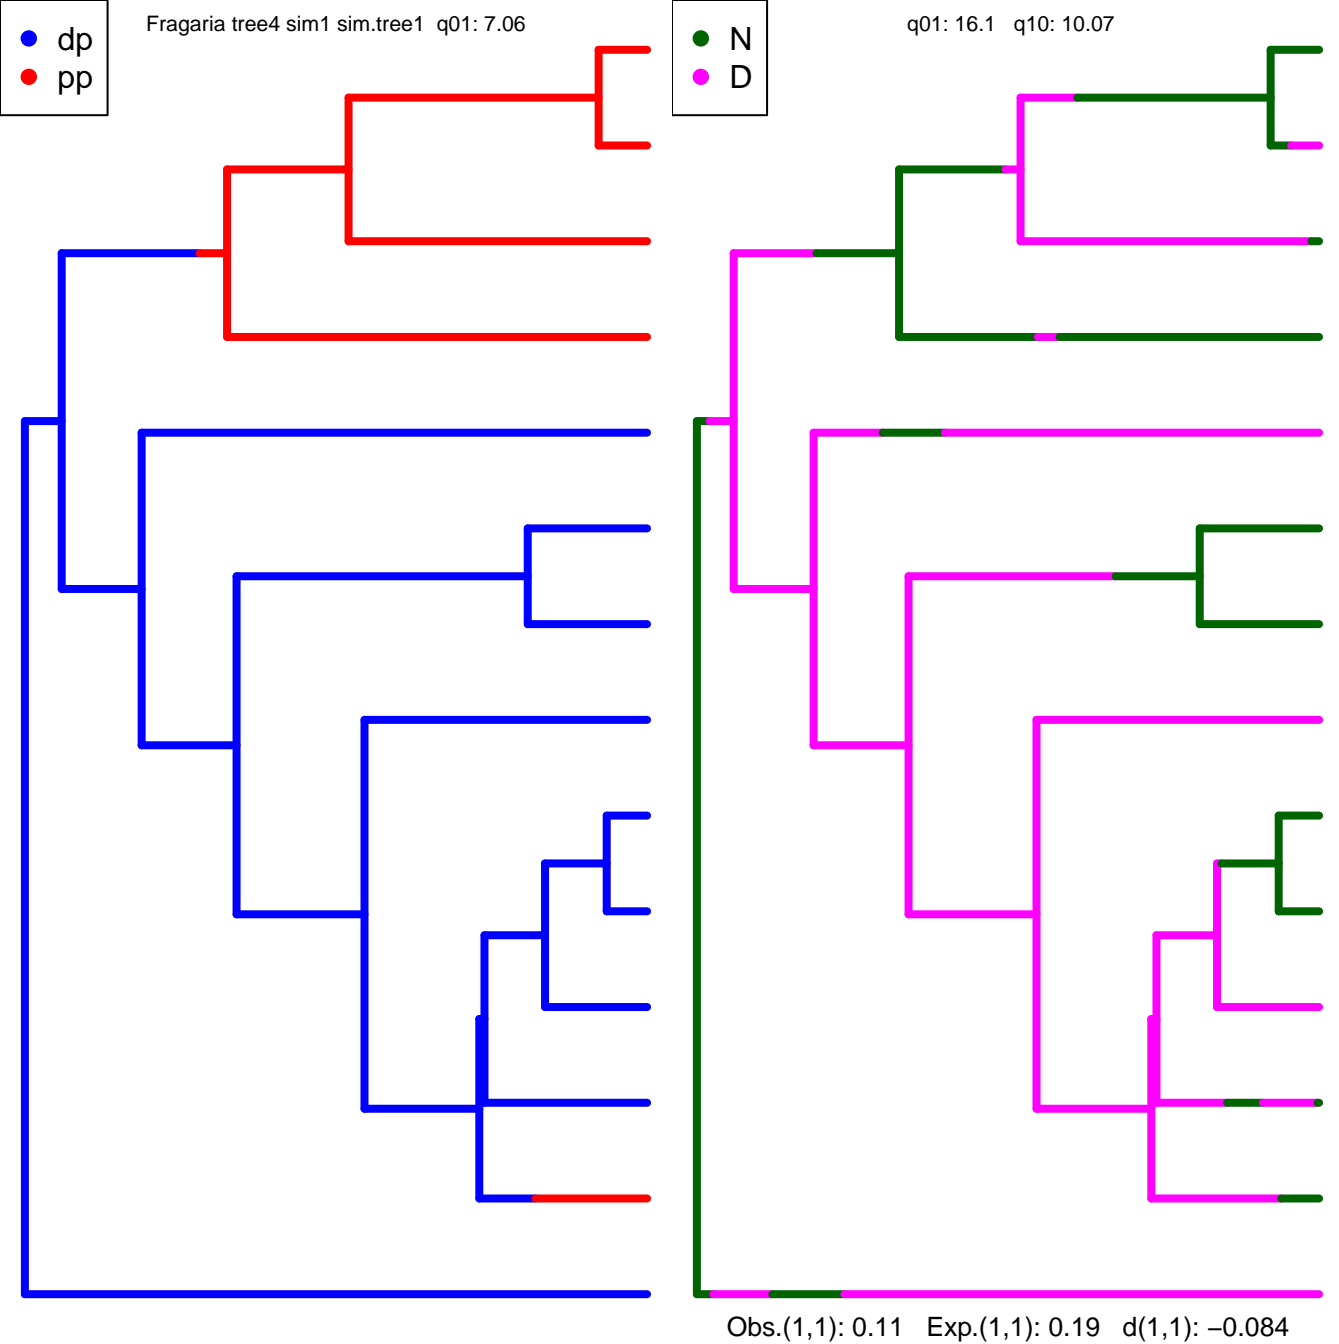 Fragaria tree4 sim1 sim.tree1  q01: 7.06
dp
pp
q01: 16.1   q10: 10.07
N
D
Obs.(1,1): 0.11   Exp.(1,1): 0.19   d(1,1): −0.084